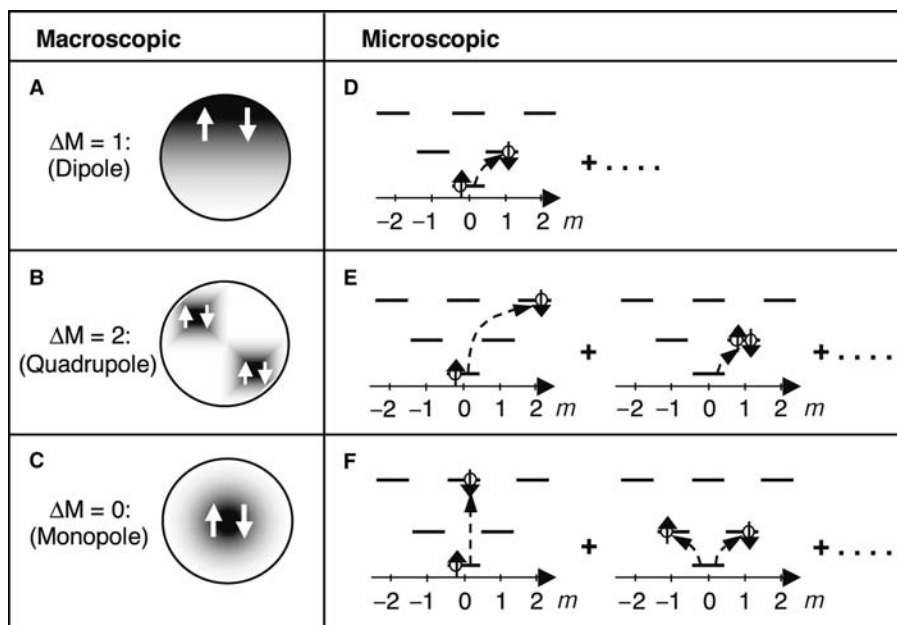 Macroscopic
Microscopic
A
ΔM = 1:
(Dipole)
D
+ . . . .
−2 −1 0 1 2 m
B
ΔM = 2:
(Quadrupole)
E
+
+ . . . .
−2 −1 0 1 2
−2 −1 0 1 2 m
C
ΔM = 0:
(Monopole)
F
+
+ . . . .
−2 −1 0 1 2
−2 −1 0 1 2 m